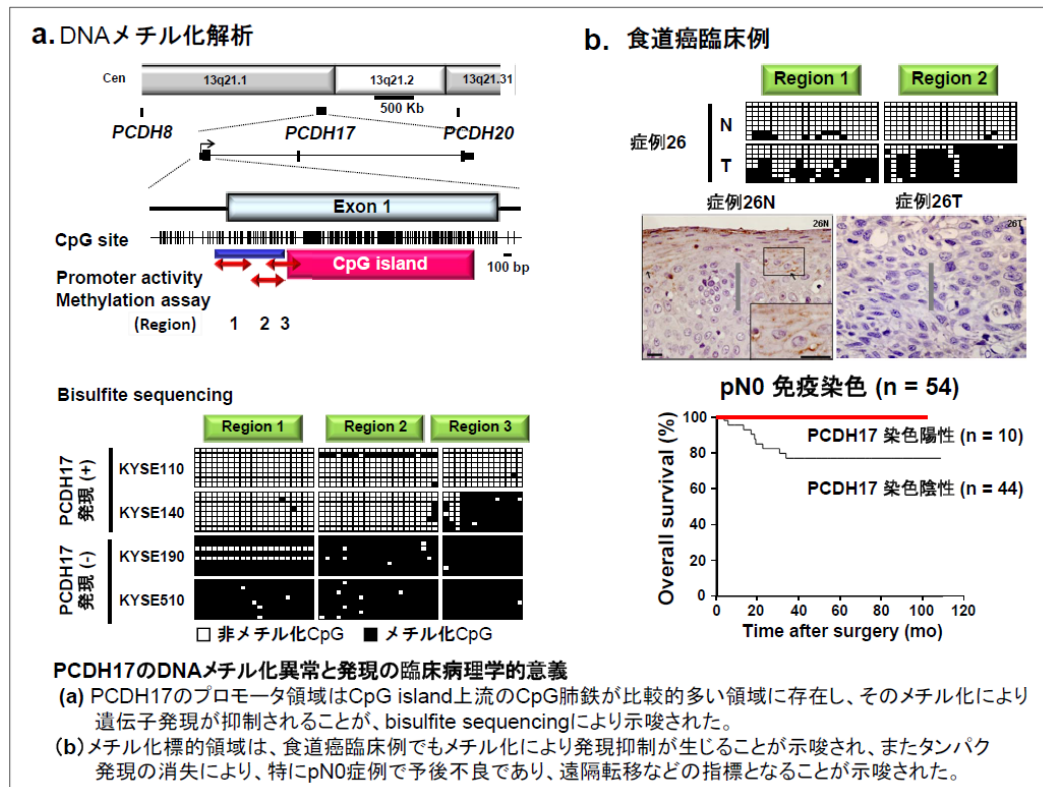 a. DNAメチル化解析
Cen
13q21.1
13q21.2
13q21.31
500 Kb
PCDH8
PCDH17
PCDH20
Exon 1
CpG site
CpG island
100 bp
Promoter activity
Methylation assay
(Region)
1
2
3
Bisulfite sequencing
Region 1
Region 2
Region 3
PCDH17
発現 (+)
KYSE110
KYSE140
PCDH17
発現 (-)
KYSE190
KYSE510
非メチル化CpG
メチル化CpG
b. 食道癌臨床例
Region 1
Region 2
症例26
N
T
症例26N
症例26T
26N
26T
pN0 免疫染色 (n = 54)
Overall survival (%)
100
80
60
40
20
0
PCDH17 染色陽性 (n = 10)
PCDH17 染色陰性 (n = 44)
0
20
40
60
80
100
120
Time after surgery (mo)
PCDH17のDNAメチル化異常と発現の臨床病理学的意義
(a) PCDH17のプロモータ領域はCpG island上流のCpG肺鉄が比較的多い領域に存在し、そのメチル化により
遺伝子発現が抑制されることが、bisulfite sequencingにより示唆された。
(b)メチル化標的領域は、食道癌臨床例でもメチル化により発現抑制が生じることが示唆され、またタンパク
発現の消失により、特にpN0症例で予後不良であり、遠隔転移などの指標となることが示唆された。